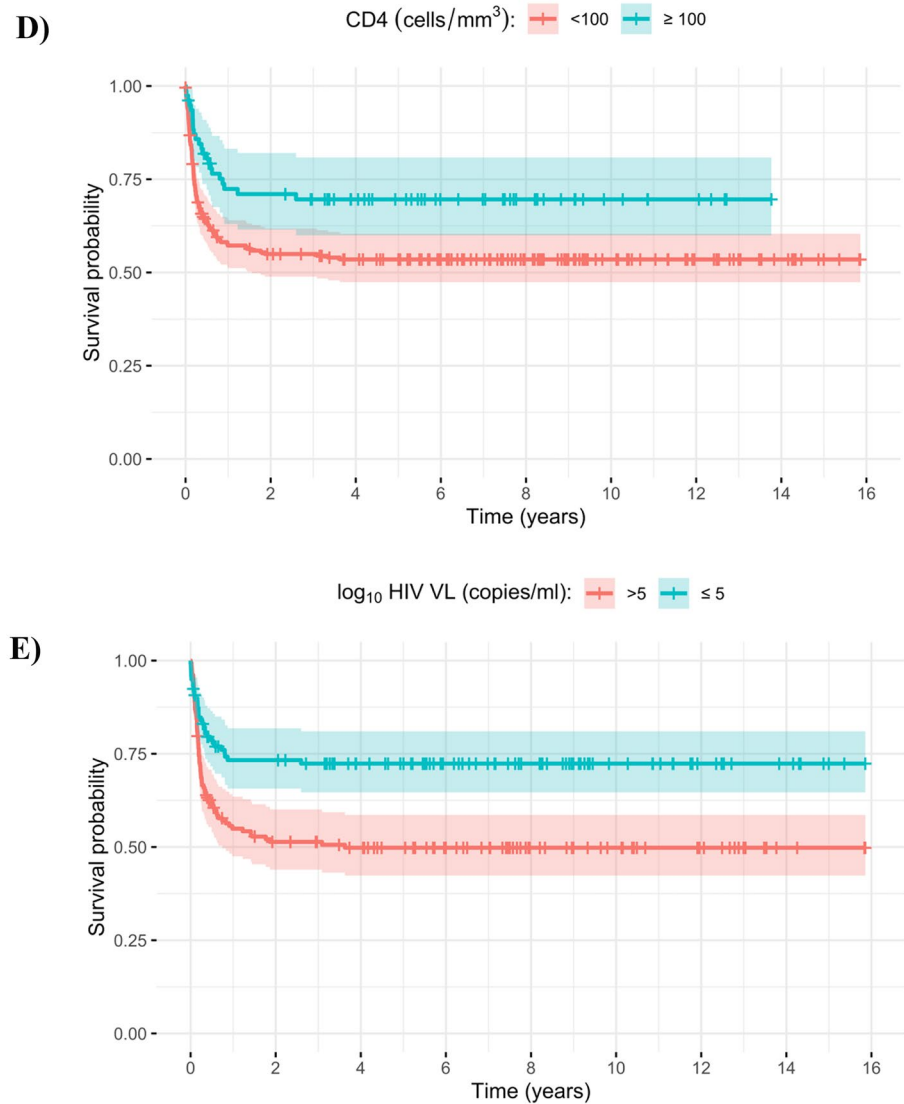 D)
CD4 (cells/mm³): <100 ≥ 100
Survival probability
1.00
0.75
0.50
0.25
0.00
0 2 4 6 8 10 12 14 16
Time (years)
E)
log₁₀ HIV VL (copies/ml): >5 ≤ 5
Survival probability
1.00
0.75
0.50
0.25
0.00
0 2 4 6 8 10 12 14 16
Time (years)